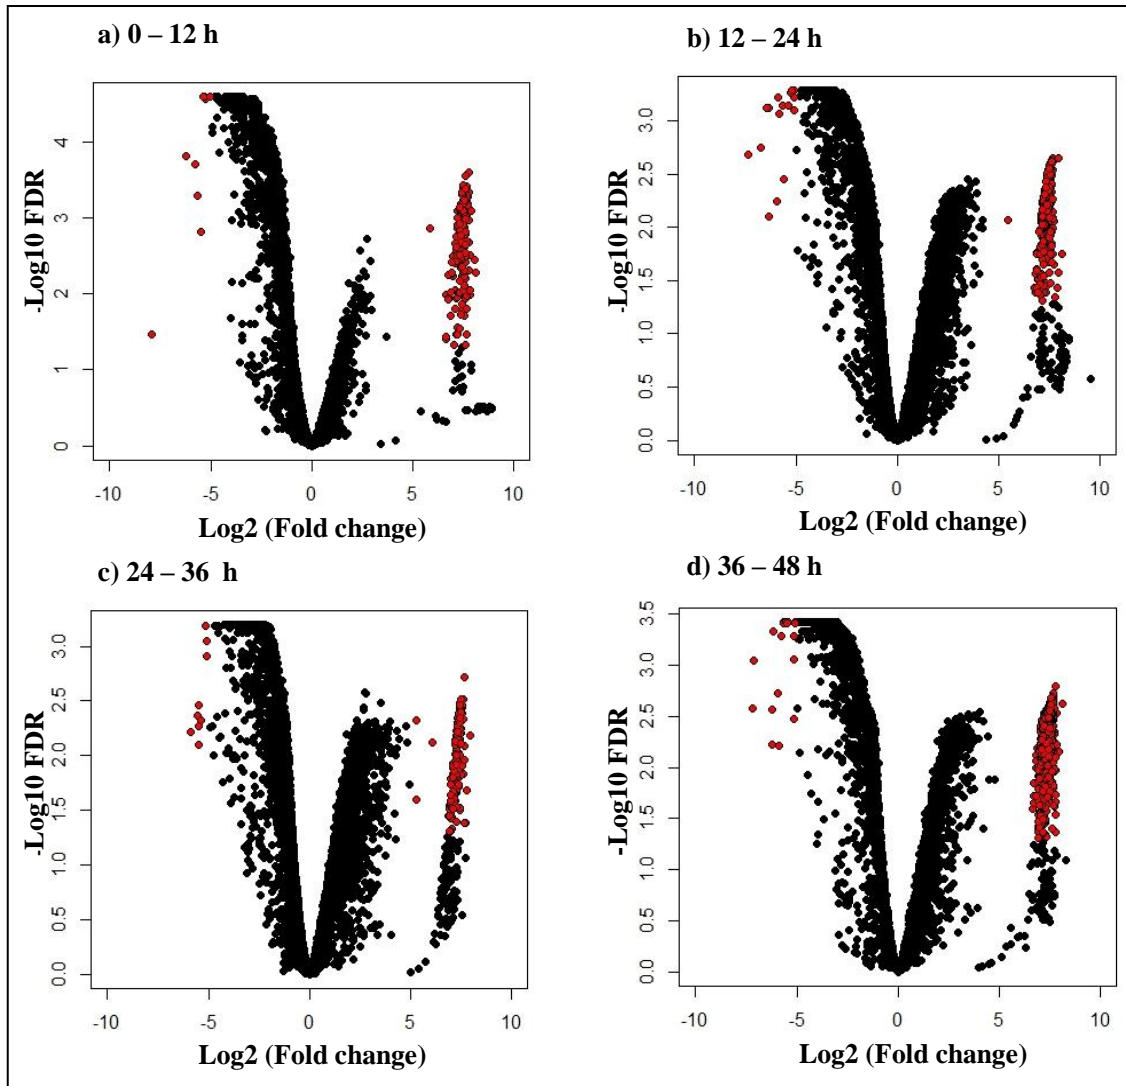 a) 0 – 12 h
-Log10 FDR
4
3
2
1
0
-10 -5 0 5 10
Log2 (Fold change)
b) 12 – 24 h
-Log10 FDR
3.0
2.5
2.0
1.5
1.0
0.5
0.0
-10 -5 0 5 10
Log2 (Fold change)
c) 24 – 36 h
-Log10 FDR
3.0
2.5
2.0
1.5
1.0
0.5
0.0
-10 -5 0 5 10
Log2 (Fold change)
d) 36 – 48 h
-Log10 FDR
3.5
3.0
2.5
2.0
1.5
1.0
0.5
0.0
-10 -5 0 5 10
Log2 (Fold change)